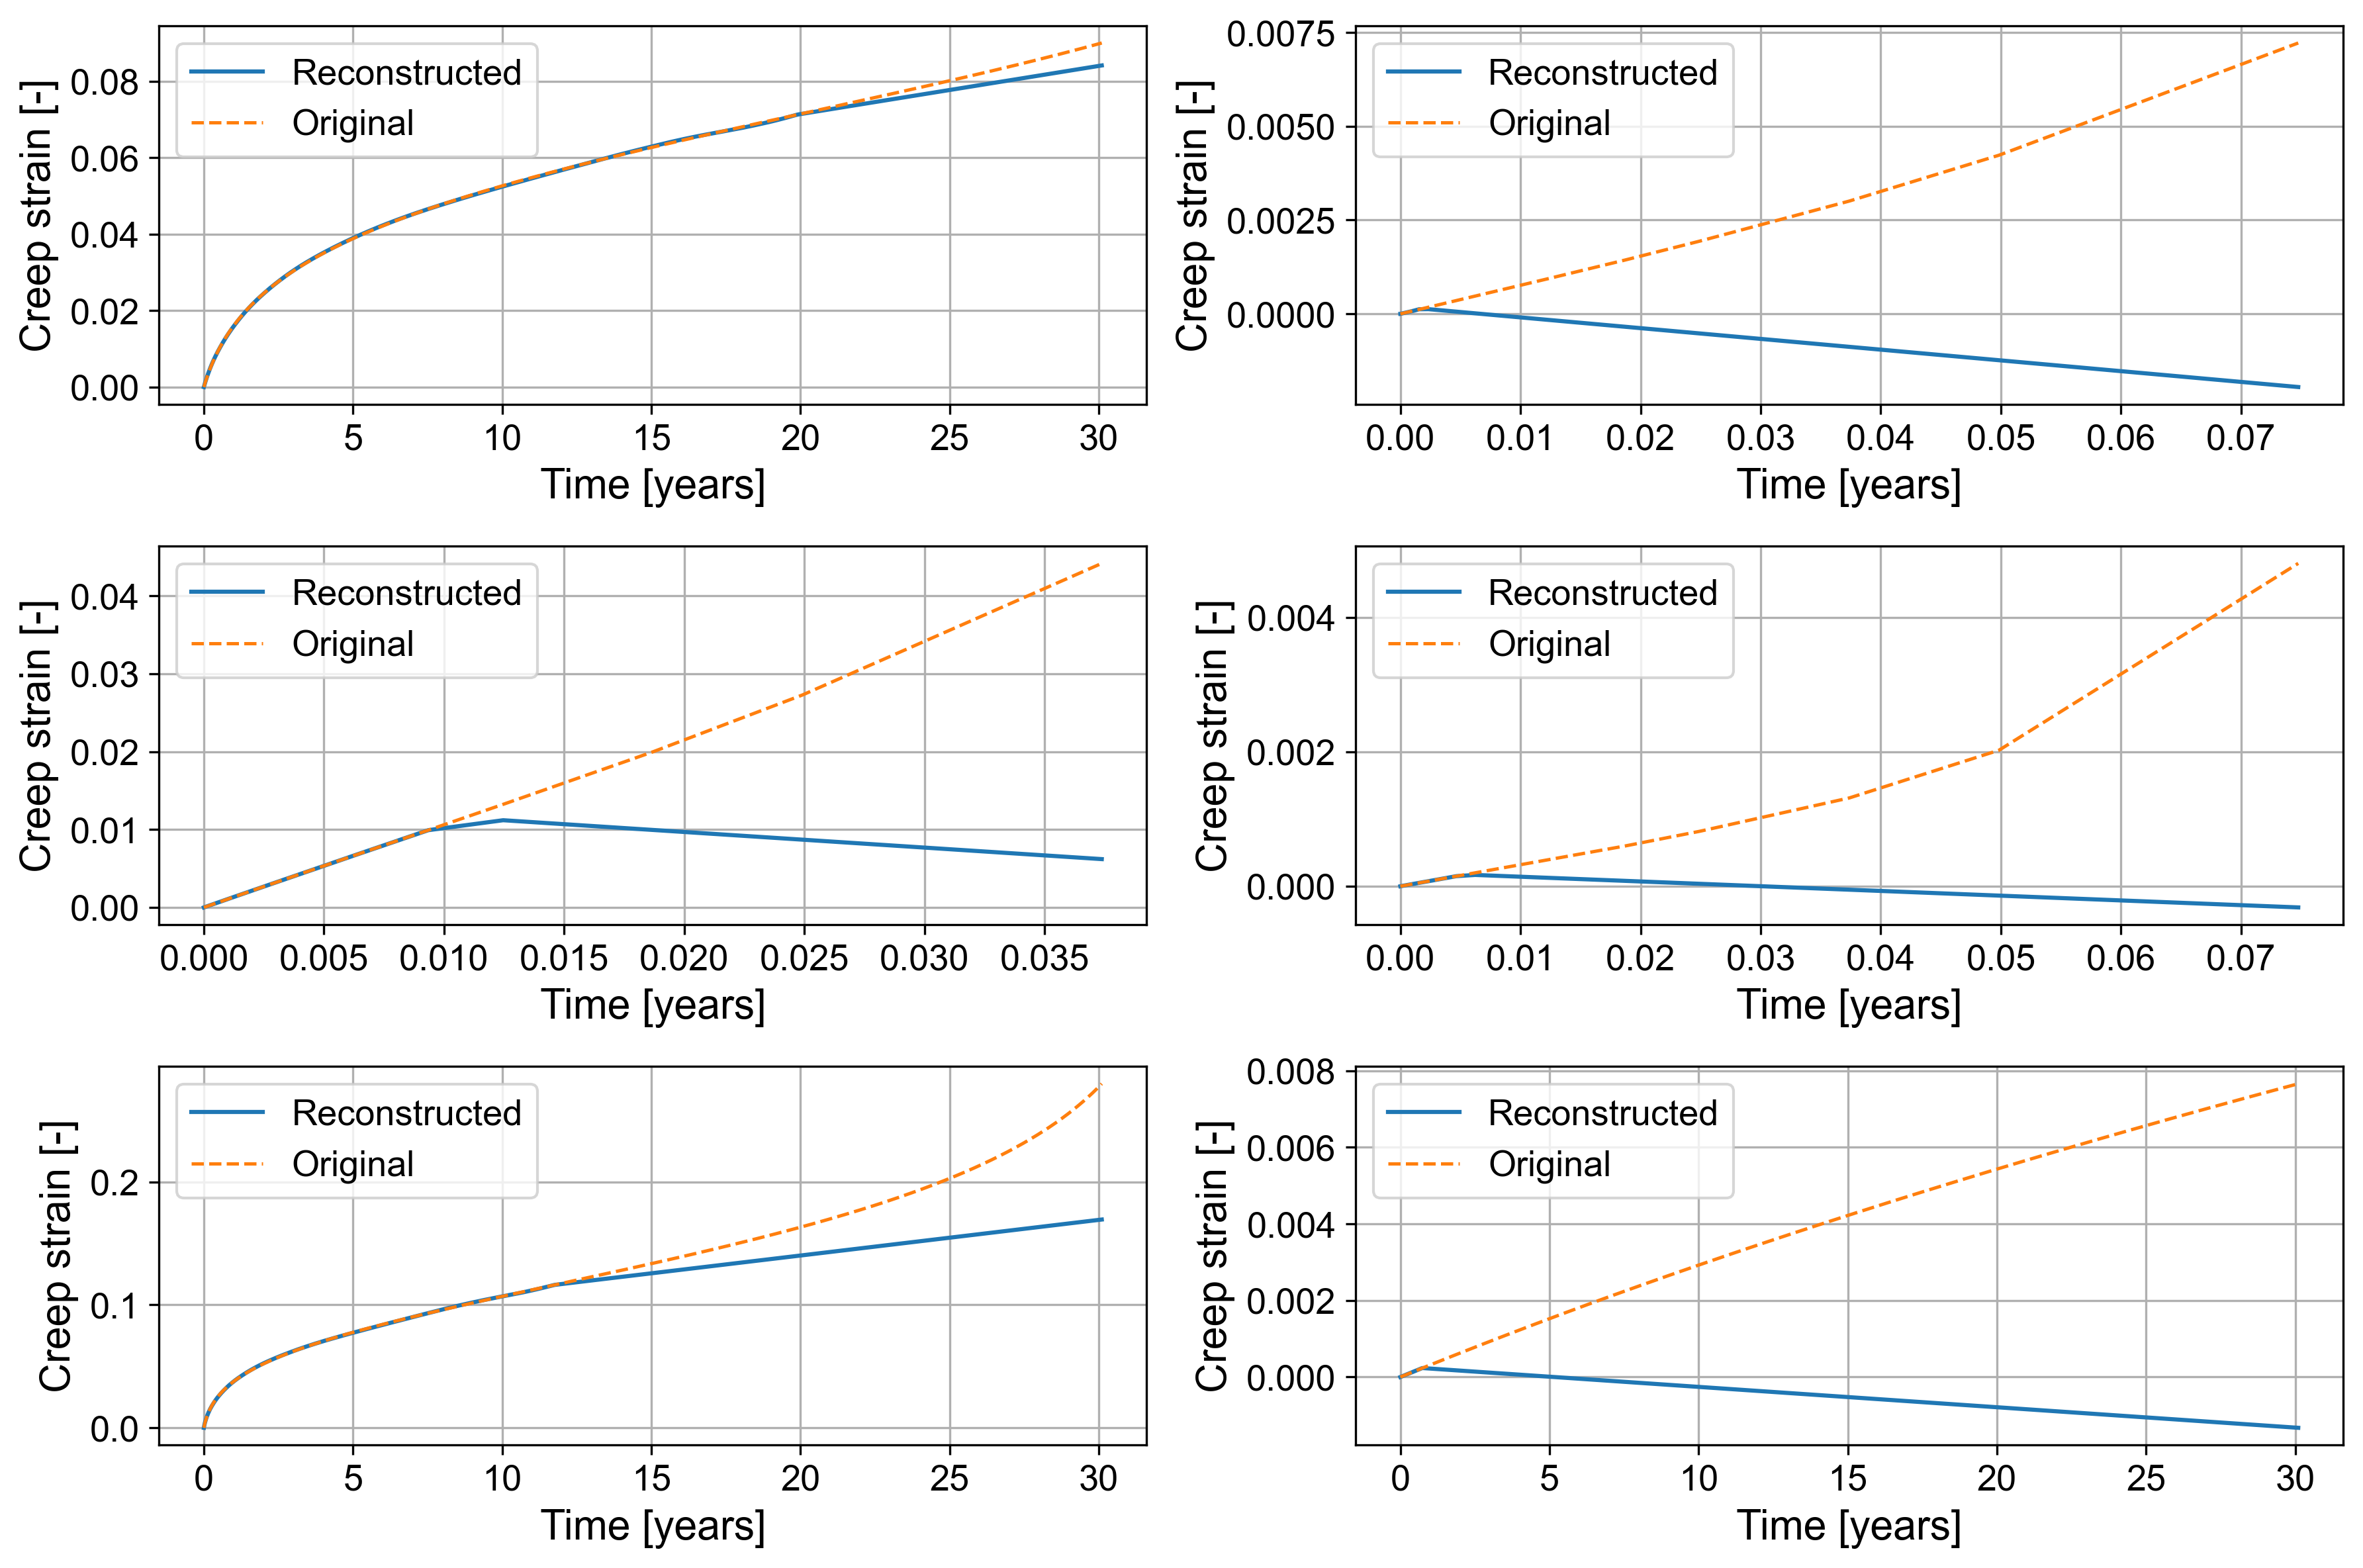 Creep strain [-]
0.08
0.06
0.04
0.02
0.00
Reconstructed
Original
0 5 10 15 20 25 30
Time [years]
Creep strain [-]
0.0075
0.0050
0.0025
0.0000
Reconstructed
Original
0.00 0.01 0.02 0.03 0.04 0.05 0.06 0.07
Time [years]
Creep strain [-]
0.04
0.03
0.02
0.01
0.00
Reconstructed
Original
0.000 0.005 0.010 0.015 0.020 0.025 0.030 0.035
Time [years]
Creep strain [-]
0.004
0.002
0.000
Reconstructed
Original
0.00 0.01 0.02 0.03 0.04 0.05 0.06 0.07
Time [years]
Creep strain [-]
0.2
0.1
0.0
Reconstructed
Original
0 5 10 15 20 25 30
Time [years]
Creep strain [-]
0.008
0.006
0.004
0.002
0.000
Reconstructed
Original
0 5 10 15 20 25 30
Time [years]